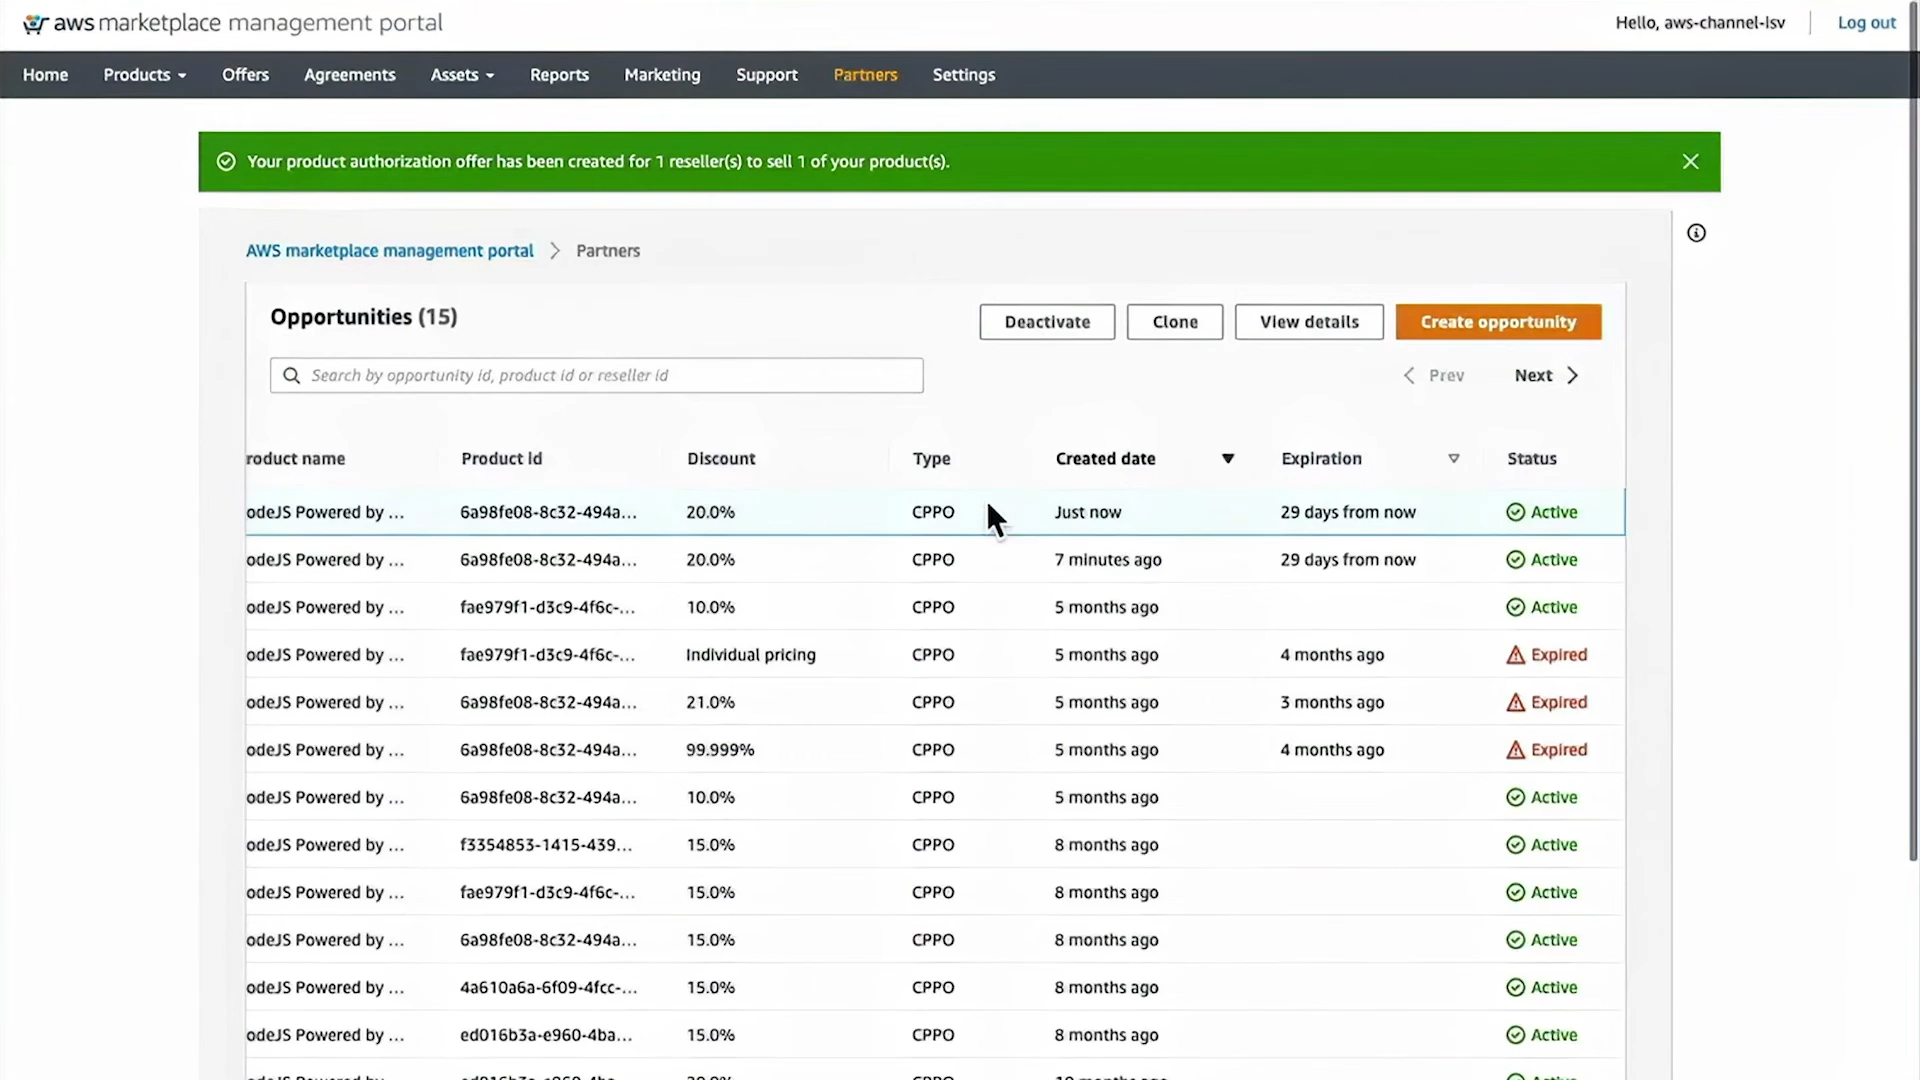 aws marketplace management portal
Hello, aws-channel-isv
Log out
Home Products Offers Agreements Assets Reports Marketing Support Partners Settings
Your product authorization offer has been created for 1 reseller(s) to sell 1 of your product(s).
AWS marketplace management portal > Partners
Opportunities (15)
Deactivate Clone View details Create opportunity
Search by opportunity id, product id or reseller id
Prev Next
roduct name Product id Discount Type Created date Expiration Status
odeJS Powered by ... 6a98fe08-8c32-494a... 20.0% CPPO Just now 29 days from now Active
odeJS Powered by ... 6a98fe08-8c32-494a... 20.0% CPPO 7 minutes ago 29 days from now Active
odeJS Powered by ... fae979f1-d3c9-4f6c-... 10.0% CPPO 5 months ago Active
odeJS Powered by ... fae979f1-d3c9-4f6c-... Individual pricing CPPO 5 months ago 4 months ago Expired
odeJS Powered by ... 6a98fe08-8c32-494a... 21.0% CPPO 5 months ago 3 months ago Expired
odeJS Powered by ... 6a98fe08-8c32-494a... 99.999% CPPO 5 months ago 4 months ago Expired
odeJS Powered by ... 6a98fe08-8c32-494a... 10.0% CPPO 5 months ago Active
odeJS Powered by ... f3354853-1415-439... 15.0% CPPO 8 months ago Active
odeJS Powered by ... fae979f1-d3c9-4f6c-... 15.0% CPPO 8 months ago Active
odeJS Powered by ... 6a98fe08-8c32-494a... 15.0% CPPO 8 months ago Active
odeJS Powered by ... 4a610a6a-6f09-4fcc-... 15.0% CPPO 8 months ago Active
odeJS Powered by ... ed016b3a-e960-4ba... 15.0% CPPO 8 months ago Active